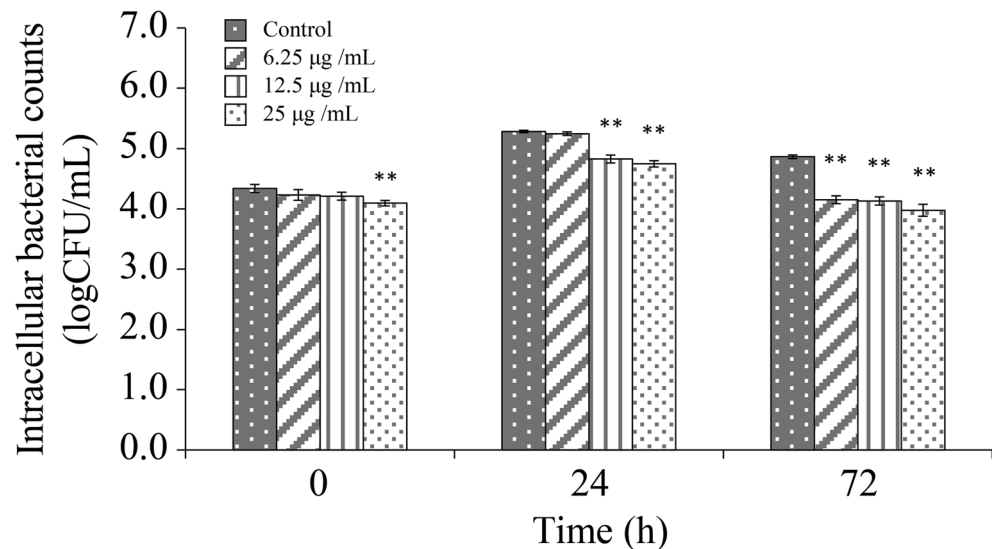 Intracellular bacterial counts
(logCFU/mL)
7.0
6.0
5.0
4.0
3.0
2.0
1.0
0.0
Control
6.25 μg /mL
12.5 μg /mL
25 μg /mL
**
** **
** ** **
0 24 72
Time (h)